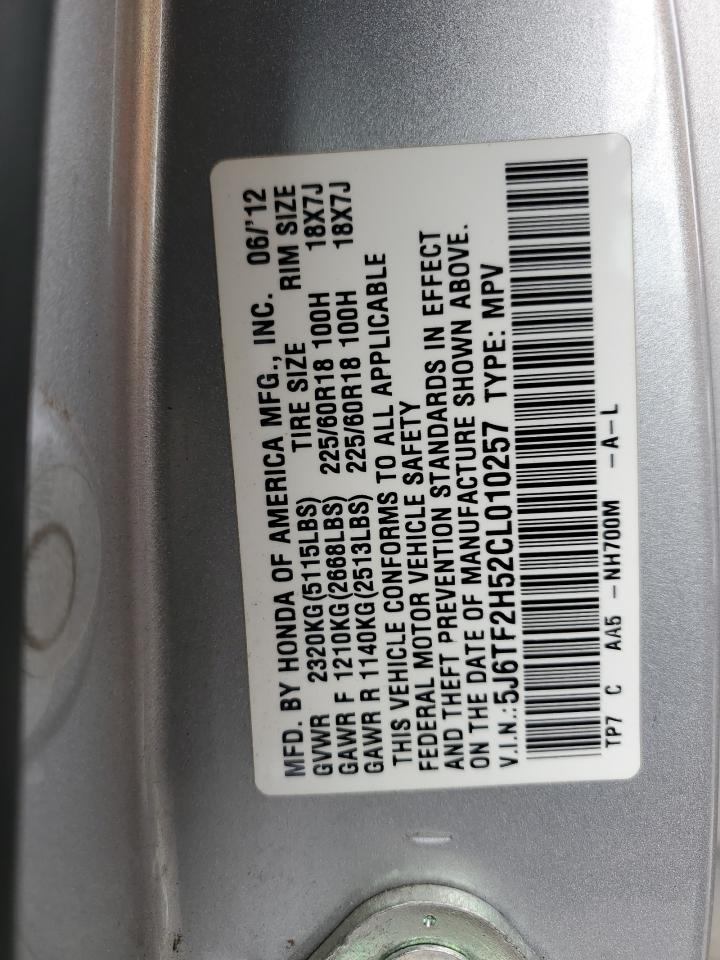 MFD. BY HONDA OF AMERICA MFG., INC. 06/'12
GVWR 2320KG(5115LBS) TIRE SIZE RIM SIZE
GAWR F 1210KG(2668LBS) 225/60R18 100H 18X7J
GAWR R 1140KG(2513LBS) 225/60R18 100H 18X7J
THIS VEHICLE CONFORMS TO ALL APPLICABLE
FEDERAL MOTOR VEHICLE SAFETY
AND THEFT PREVENTION STANDARDS IN EFFECT
ON THE DATE OF MANUFACTURE SHOWN ABOVE.
V.I.N.:5J6TF2H52CL010257 TYPE: MPV
TP7 C AA5 -NH700M -A-L